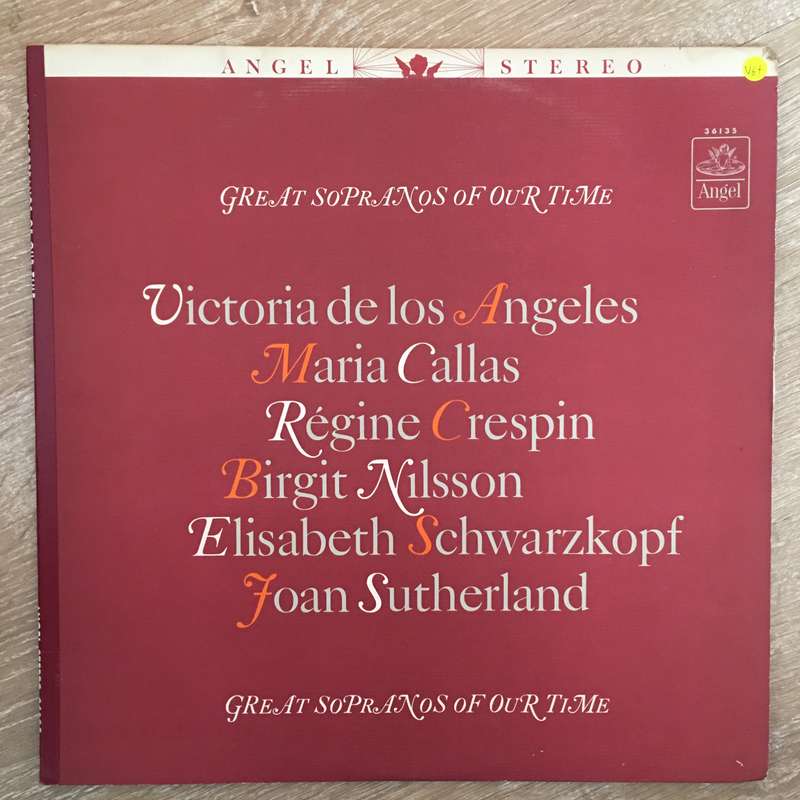 ANGEL STEREO
VG+
36135
Angel
GREAT SOPRANOS OF OUR TIME
Victoria de los Angeles
Maria Callas
Régine Crespin
Birgit Nilsson
Elisabeth Schwarzkopf
Joan Sutherland
GREAT SOPRANOS OF OUR TIME